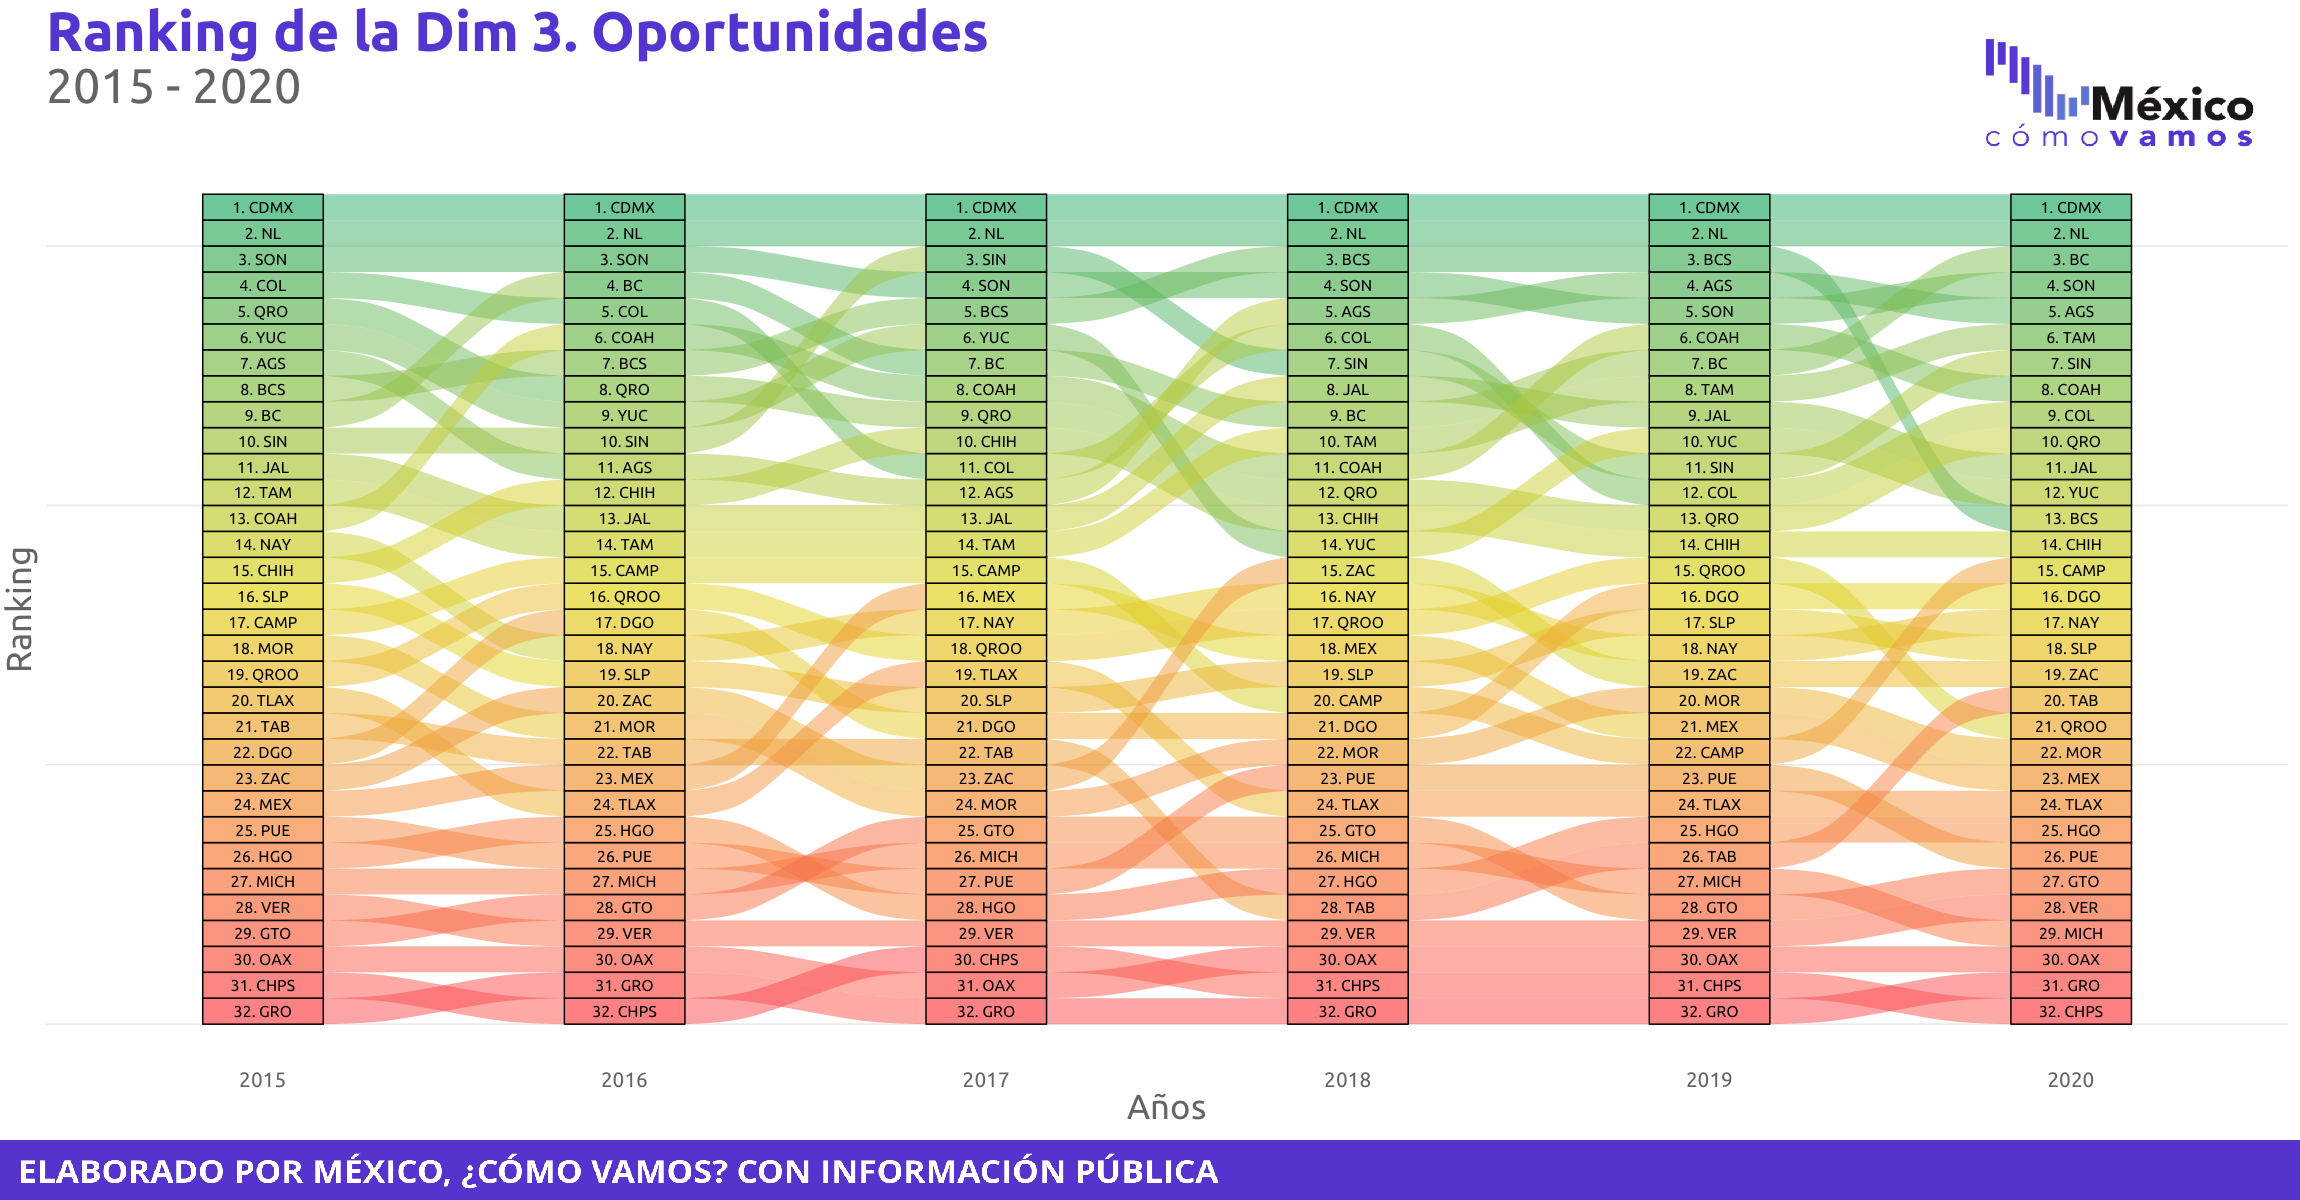 Ranking de la Dim 3. Oportunidades
2015 - 2020
México
cómovamos
1. CDMX 1. CDMX 1. CDMX 1. CDMX 1. CDMX 1. CDMX
2. NL 2. NL 2. NL 2. NL 2. NL 2. NL
3. SON 3. SON 3. SIN 3. BCS 3. BCS 3. BC
4. COL 4. BC 4. SON 4. SON 4. AGS 4. SON
5. QRO 5. COL 5. BCS 5. AGS 5. SON 5. AGS
6. YUC 6. COAH 6. YUC 6. COL 6. COAH 6. TAM
7. AGS 7. BCS 7. BC 7. SIN 7. BC 7. SIN
8. BCS 8. QRO 8. COAH 8. JAL 8. TAM 8. COAH
9. BC 9. YUC 9. QRO 9. BC 9. JAL 9. COL
10. SIN 10. SIN 10. CHIH 10. TAM 10. YUC 10. QRO
11. JAL 11. AGS 11. COL 11. COAH 11. SIN 11. JAL
12. TAM 12. CHIH 12. AGS 12. QRO 12. COL 12. YUC
13. COAH 13. JAL 13. JAL 13. CHIH 13. QRO 13. BCS
14. NAY 14. TAM 14. TAM 14. YUC 14. CHIH 14. CHIH
15. CHIH 15. CAMP 15. CAMP 15. ZAC 15. QROO 15. CAMP
16. SLP 16. QROO 16. MEX 16. NAY 16. DGO 16. DGO
17. CAMP 17. DGO 17. NAY 17. QROO 17. SLP 17. NAY
18. MOR 18. NAY 18. QROO 18. MEX 18. NAY 18. SLP
19. QROO 19. SLP 19. TLAX 19. SLP 19. ZAC 19. ZAC
20. TLAX 20. ZAC 20. SLP 20. CAMP 20. MOR 20. TAB
21. TAB 21. MOR 21. DGO 21. DGO 21. MEX 21. QROO
22. DGO 22. TAB 22. TAB 22. MOR 22. CAMP 22. MOR
23. ZAC 23. MEX 23. ZAC 23. PUE 23. PUE 23. MEX
24. MEX 24. TLAX 24. MOR 24. TLAX 24. TLAX 24. TLAX
25. PUE 25. HGO 25. GTO 25. GTO 25. HGO 25. HGO
26. HGO 26. PUE 26. MICH 26. MICH 26. TAB 26. PUE
27. MICH 27. MICH 27. PUE 27. HGO 27. MICH 27. GTO
28. VER 28. GTO 28. HGO 28. TAB 28. GTO 28. VER
29. GTO 29. VER 29. VER 29. VER 29. VER 29. MICH
30. OAX 30. OAX 30. CHPS 30. OAX 30. OAX 30. OAX
31. CHPS 31. GRO 31. OAX 31. CHPS 31. CHPS 31. GRO
32. GRO 32. CHPS 32. GRO 32. GRO 32. GRO 32. CHPS
Ranking
2015 2016 2017 2018 2019 2020
Años
ELABORADO POR MÉXICO, ¿CÓMO VAMOS? CON INFORMACIÓN PÚBLICA